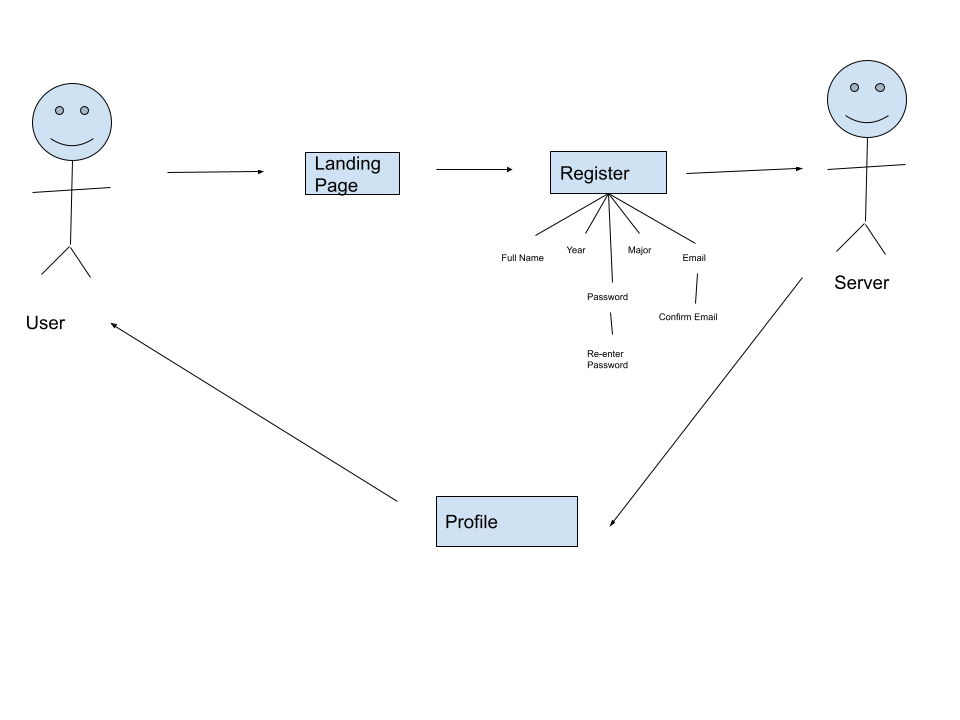 Landing
Page
Register
Full Name
Year
Major
Email
Password
Confirm Email
Re-enter
Password
User
Server
Profile